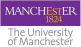 MANCHESTER
1824
The University
of Manchester